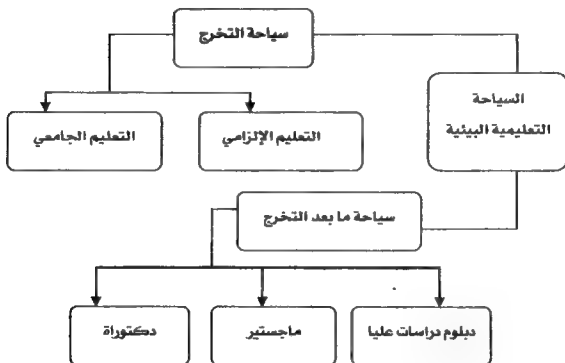 سياحة التخرج
السياحة
التعليمية البيئية
التعليم الإلزامي
التعليم الجامعي
سياحة ما بعد التخرج
دبلوم دراسات عليا
ماجستير
دكتوراة